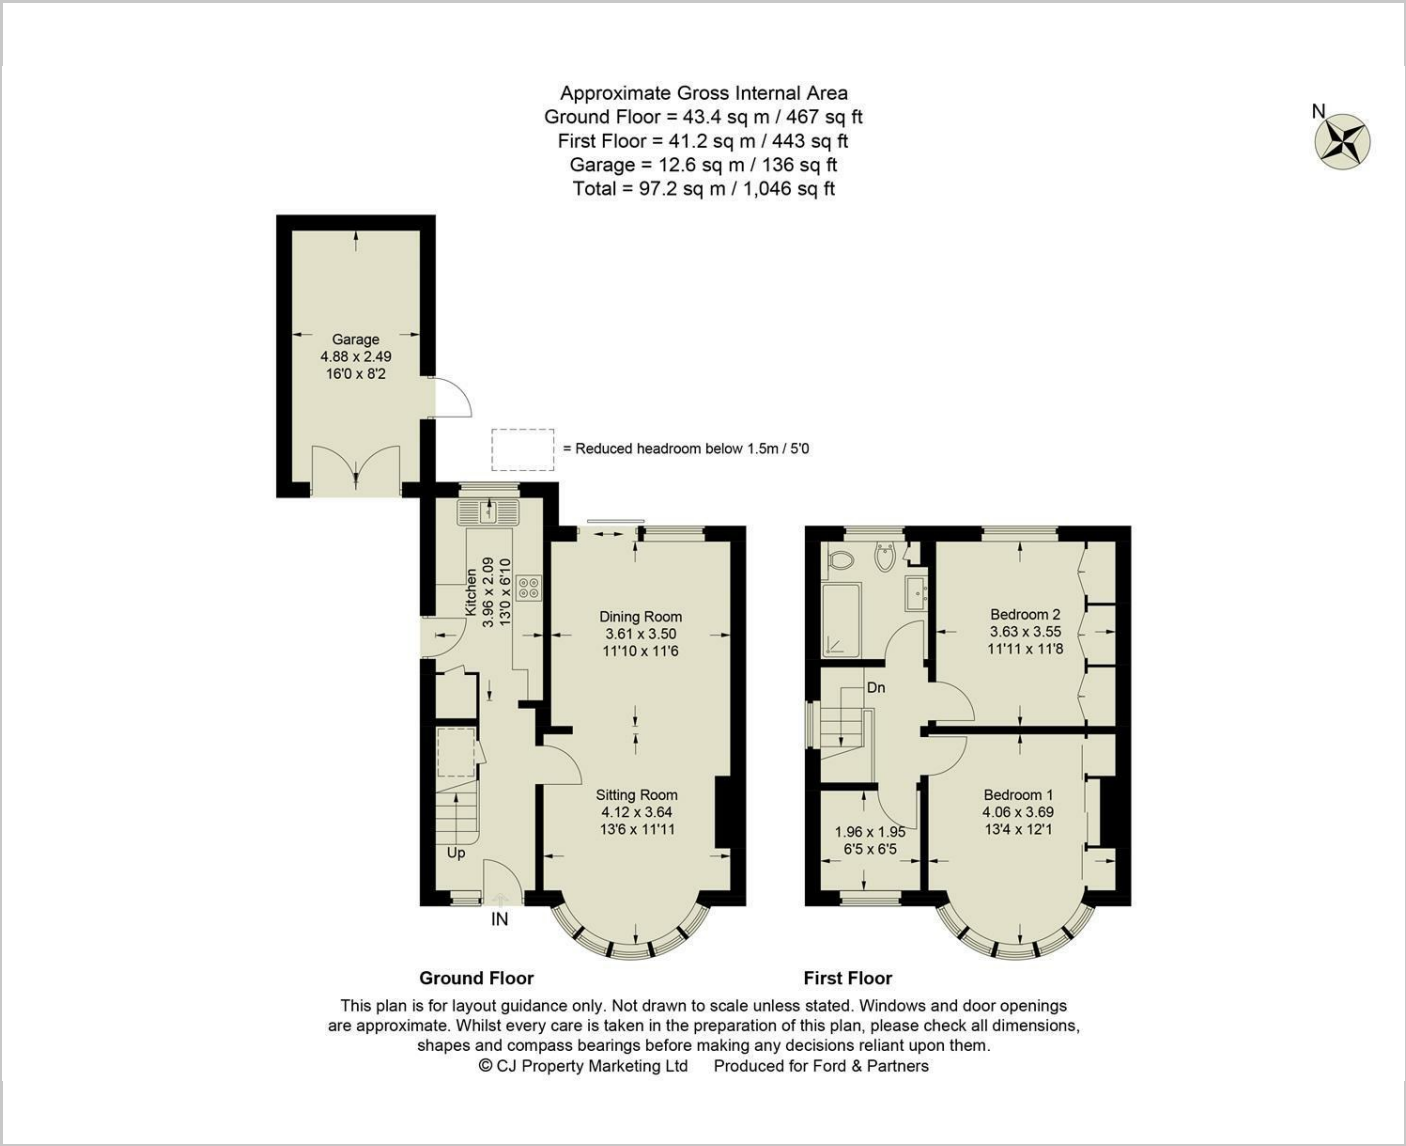 Approximate Gross Internal Area
Ground Floor = 43.4 sq m / 467 sq ft
First Floor = 41.2 sq m / 443 sq ft
Garage = 12.6 sq m / 136 sq ft
Total = 97.2 sq m / 1,046 sq ft
N
Garage
4.88 x 2.49
16'0 x 8'2
= Reduced headroom below 1.5m / 5'0
Kitchen
3.96 x 2.09
13'0 x 6'10
Dining Room
3.61 x 3.50
11'10 x 11'6
Sitting Room
4.12 x 3.64
13'6 x 11'11
Up
IN
Bedroom 2
3.63 x 3.55
11'11 x 11'8
Dn
Bedroom 1
4.06 x 3.69
13'4 x 12'1
1.96 x 1.95
6'5 x 6'5
Ground Floor
First Floor
This plan is for layout guidance only. Not drawn to scale unless stated. Windows and door openings
are approximate. Whilst every care is taken in the preparation of this plan, please check all dimensions,
shapes and compass bearings before making any decisions reliant upon them.
© CJ Property Marketing Ltd Produced for Ford & Partners